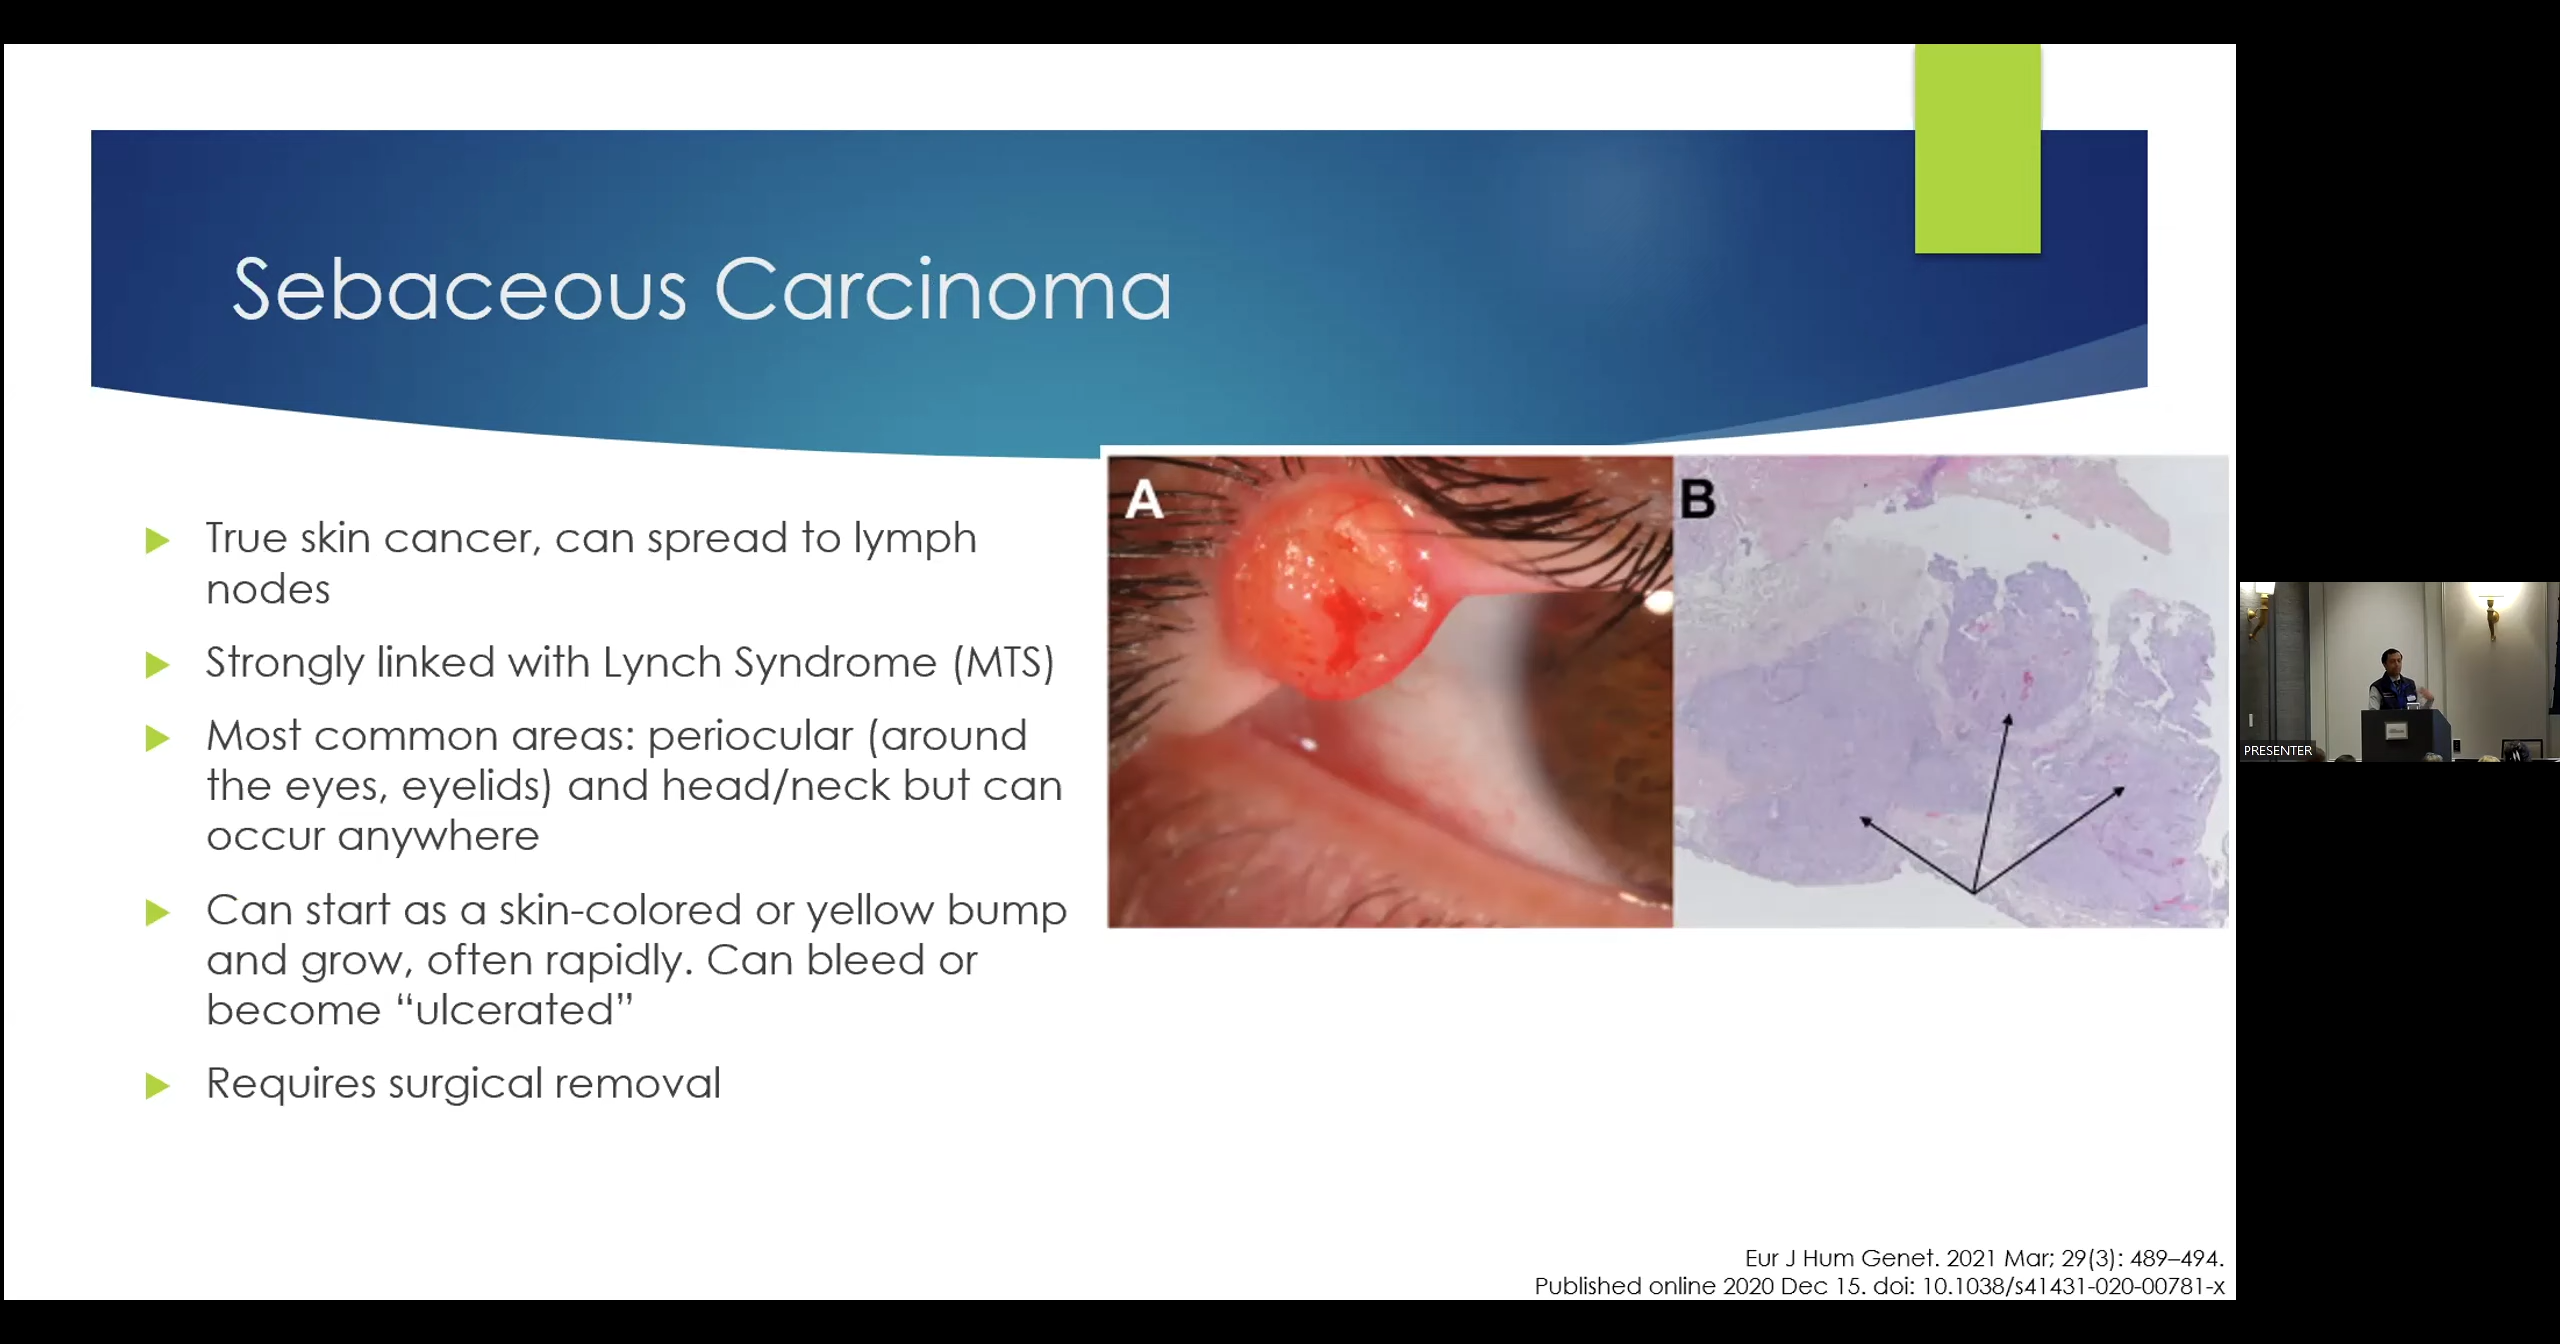 Sebaceous Carcinoma
True skin cancer, can spread to lymph
nodes
Strongly linked with Lynch Syndrome (MTS)
Most common areas: periocular (around
the eyes, eyelids) and head/neck but can
occur anywhere
Can start as a skin-colored or yellow bump
and grow, often rapidly. Can bleed or
become “ulcerated”
Requires surgical removal
A
B
Eur J Hum Genet. 2021 Mar; 29(3): 489–494.
Published online 2020 Dec 15. doi: 10.1038/s41431-020-00781-x
PRESENTER